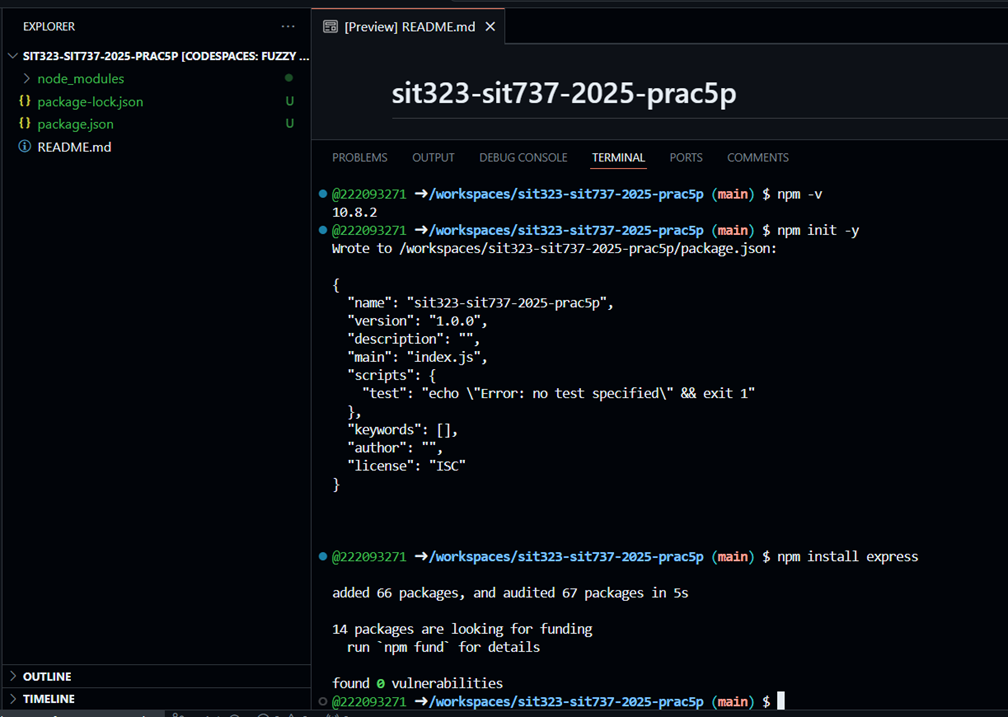 EXPLORER
[Preview] README.md
SIT323-SIT737-2025-PRAC5P [CODESPACES: FUZZY ...
node_modules
package-lock.json U
package.json U
README.md
sit323-sit737-2025-prac5p
PROBLEMS OUTPUT DEBUG CONSOLE TERMINAL PORTS COMMENTS
@222093271 ➜/workspaces/sit323-sit737-2025-prac5p (main) $ npm -v
10.8.2
@222093271 ➜/workspaces/sit323-sit737-2025-prac5p (main) $ npm init -y
Wrote to /workspaces/sit323-sit737-2025-prac5p/package.json:
{
"name": "sit323-sit737-2025-prac5p",
"version": "1.0.0",
"description": "",
"main": "index.js",
"scripts": {
"test": "echo \"Error: no test specified\" && exit 1"
},
"keywords": [],
"author": "",
"license": "ISC"
}
@222093271 ➜/workspaces/sit323-sit737-2025-prac5p (main) $ npm install express
added 66 packages, and audited 67 packages in 5s
14 packages are looking for funding
run `npm fund` for details
found 0 vulnerabilities
@222093271 ➜/workspaces/sit323-sit737-2025-prac5p (main) $
OUTLINE
TIMELINE